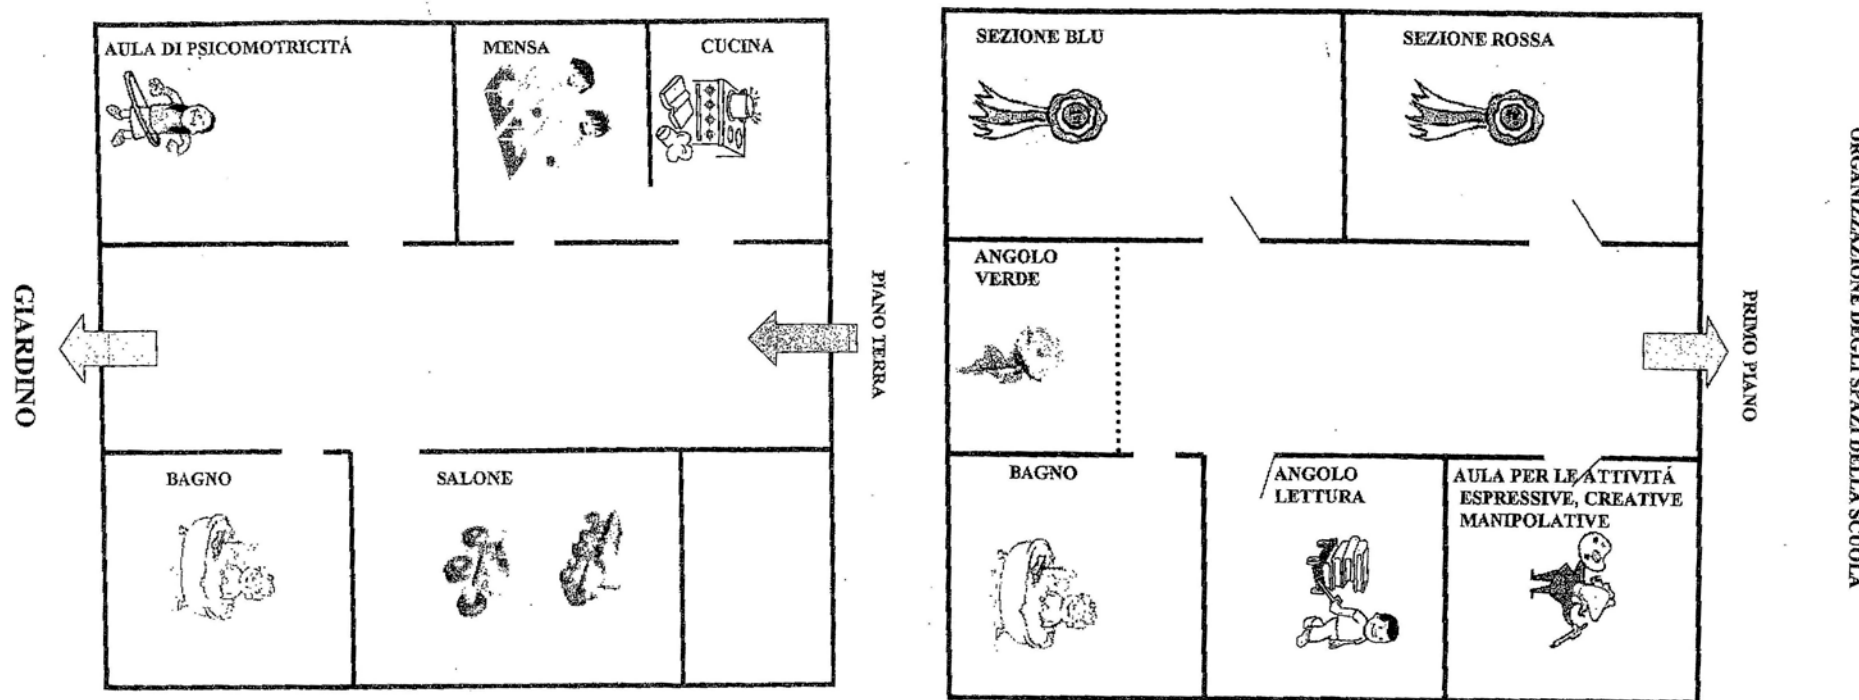 ORGANIZZAZIONE DEGLI SPAZI DELLA SCUOLA
AULA DI PSICOMOTRICITÁ
MENSA
CUCINA
GIARDINO
PIANO TERRA
BAGNO
SALONE
SEZIONE BLU
SEZIONE ROSSA
ANGOLO
VERDE
PRIMO PIANO
BAGNO
ANGOLO
LETTURA
AULA PER LE ATTIVITÁ
ESPRESSIVE, CREATIVE
MANIPOLATIVE